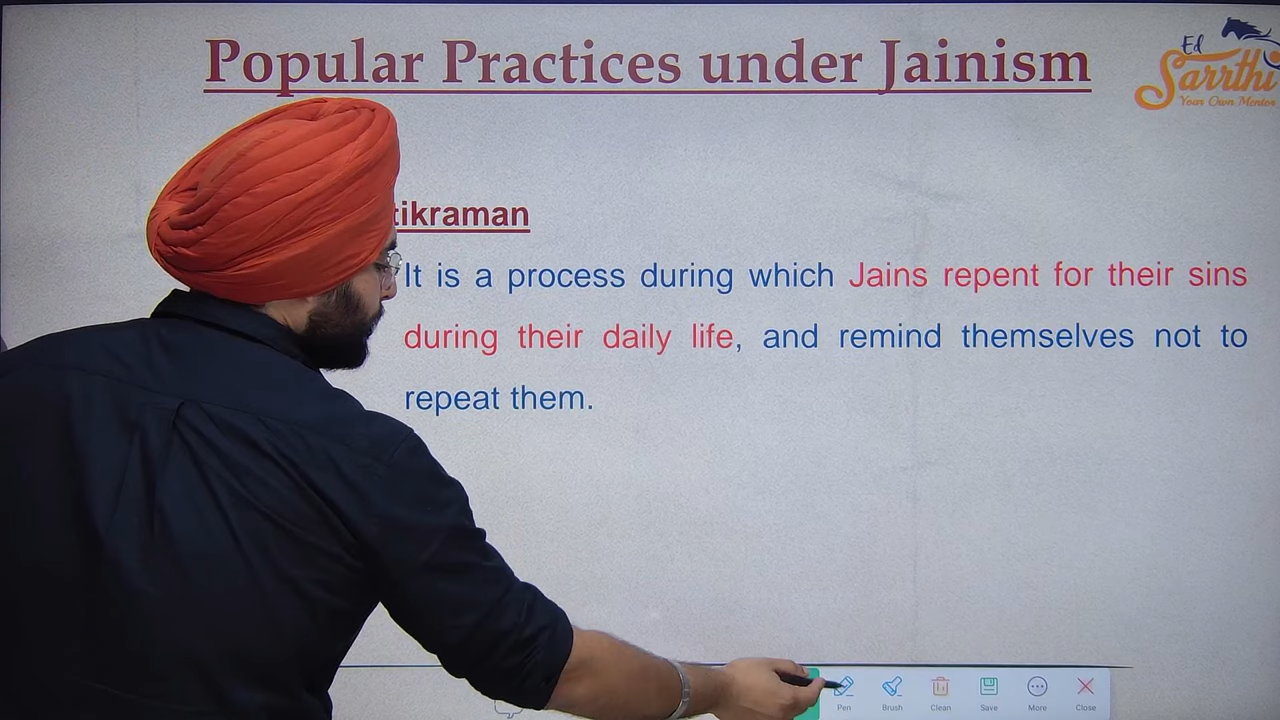 Popular Practices under Jainism
Ed
Sarrthi
Your Own Mentor
tikraman
It is a process during which Jains repent for their sins
during their daily life, and remind themselves not to
repeat them.
Pen Brush Clean Save More Close